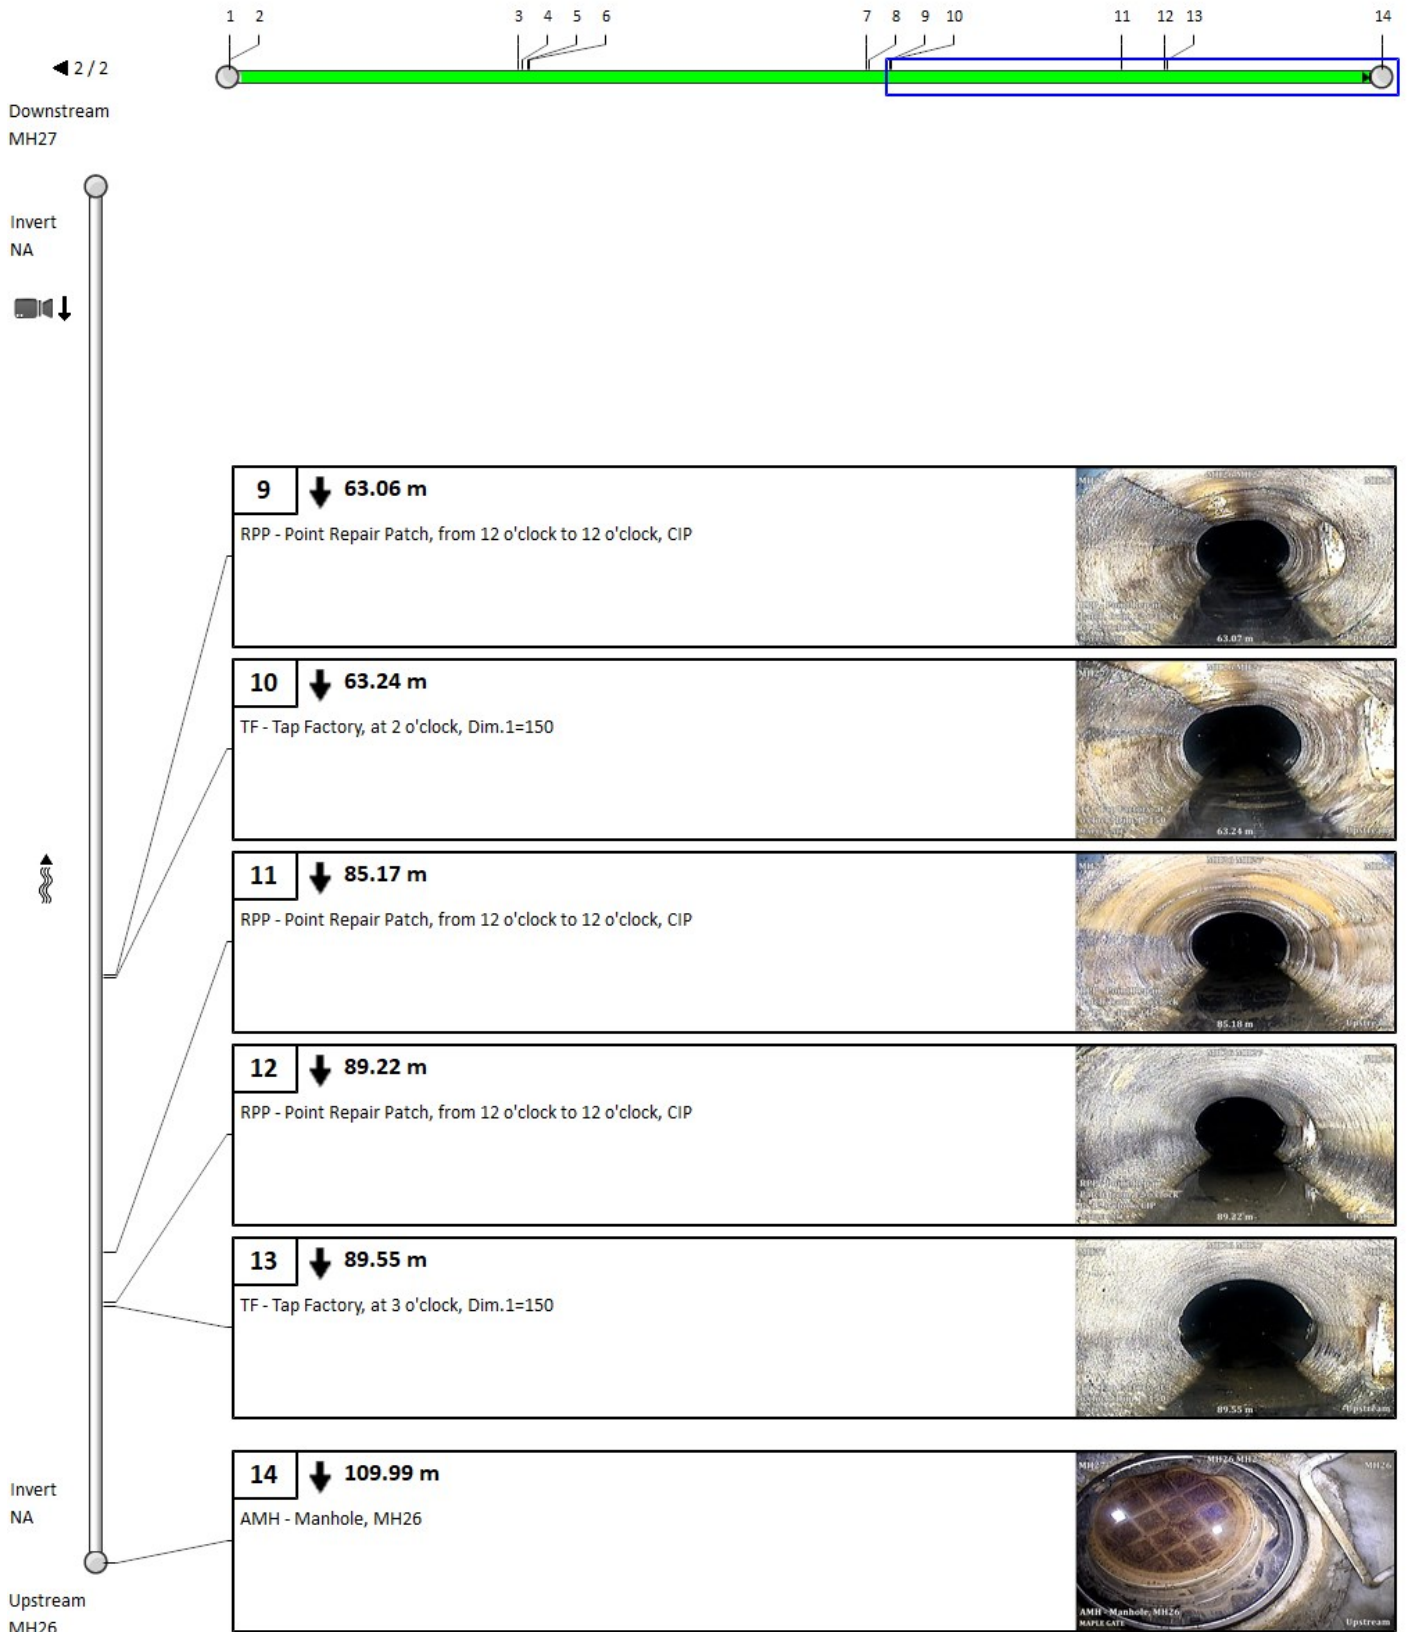 1 2 3 4 5 6 7 8 9 10 11 12 13 14
2 / 2
Downstream
MH27
Invert
NA
9 63.06 m
RPP - Point Repair Patch, from 12 o'clock to 12 o'clock, CIP
63.07 m
10 63.24 m
TF - Tap Factory, at 2 o'clock, Dim.1=150
63.24 m
Upstream
11 85.17 m
RPP - Point Repair Patch, from 12 o'clock to 12 o'clock, CIP
85.18 m
Upstream
12 89.22 m
RPP - Point Repair Patch, from 12 o'clock to 12 o'clock, CIP
89.22 m
Upstream
13 89.55 m
TF - Tap Factory, at 3 o'clock, Dim.1=150
89.55 m
Upstream
14 109.99 m
AMH - Manhole, MH26
MH26
AMH - Manhole, MH26
MAPLE GATE
Upstream
Invert
NA
Upstream
MH26